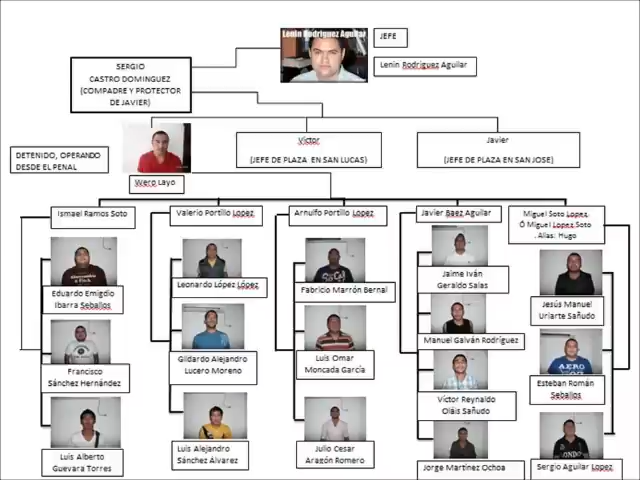 Lenin Rodriguez Aguilar
JEFE
Lenin Rodriguez Aguilar
SERGIO
CASTRO DOMINGUEZ
(COMPADRE Y PROTECTOR
DE JAVIER)
DETENIDO, OPERANDO
DESDE EL PENAL
Wero Layo
Víctor
(JEFE DE PLAZA EN SAN LUCAS)
Javier
(JEFE DE PLAZA EN SAN JOSE)
Ismael Ramos Soto
Valerio Portillo Lopez
Arnulfo Portillo Lopez
Javier Baez Aguilar
Miguel Soto Lopez
Ó Miguel Lopez Soto
. Alias: Hugo
Eduardo Emigdio
Ibarra Seballos
Francisco
Sánchez Hernández
Luis Alberto
Guevara Torres
Leonardo López López
Gildardo Alejandro
Lucero Moreno
Luis Alejandro
Sánchez Alvarez
Fabricio Marrón Bernal
Luis Omar
Moncada García
Julio Cesar
Aragón Romero
Jaime Iván
Geraldo Salas
Manuel Galván Rodríguez
Víctor Reynaldo
Oláis Sañudo
Jorge Martínez Ochoa
Jesús Manuel
Uriarte Sañudo
AERO
Esteban Román
Seballos
Sergio Aguilar Lopez